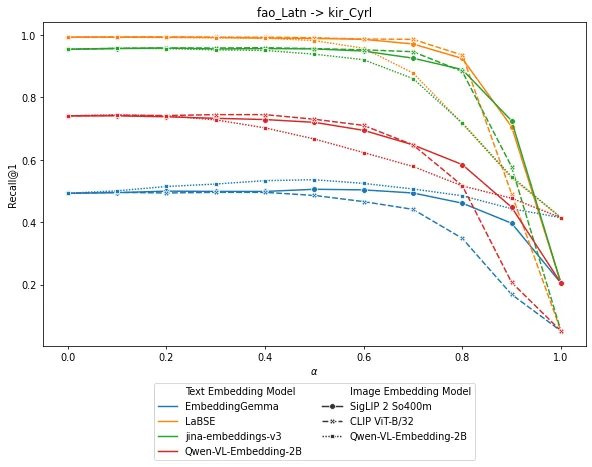 fao_Latn -> kir_Cyrl
Recall@1
1.0
0.8
0.6
0.4
0.2
0.0 0.2 0.4 0.6 0.8 1.0
α
Text Embedding Model Image Embedding Model
EmbeddingGemma SigLIP 2 So400m
LaBSE CLIP ViT-B/32
jina-embeddings-v3 Qwen-VL-Embedding-2B
Qwen-VL-Embedding-2B